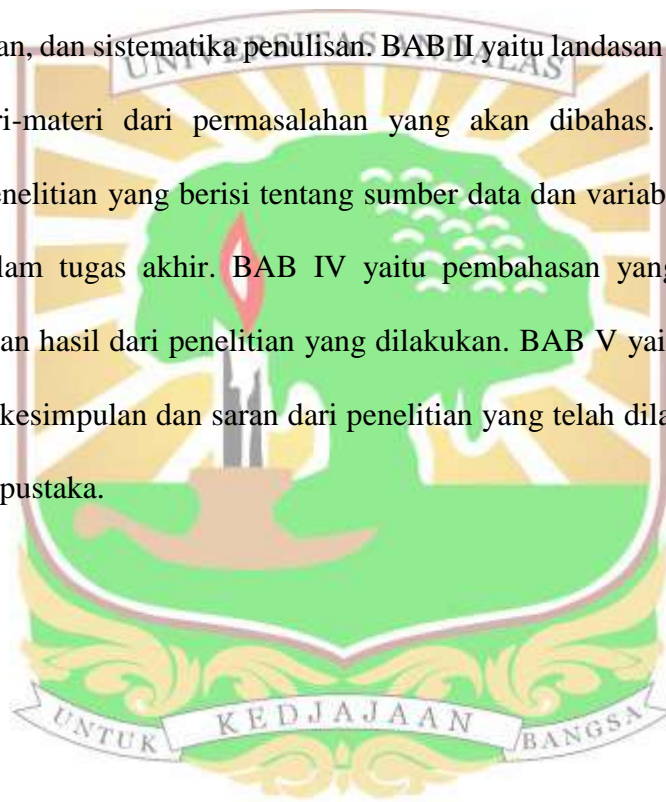 an, dan sistematika penulisan. BAB II yaitu landasan
UNIVERSITAS ANDALAS
ri-materi dari permasalahan yang akan dibahas.
enelitian yang berisi tentang sumber data dan variab
lam tugas akhir. BAB IV yaitu pembahasan yang
an hasil dari penelitian yang dilakukan. BAB V yai
kesimpulan dan saran dari penelitian yang telah dila
pustaka.
UNTUK KEDJAJAAN BANGSA